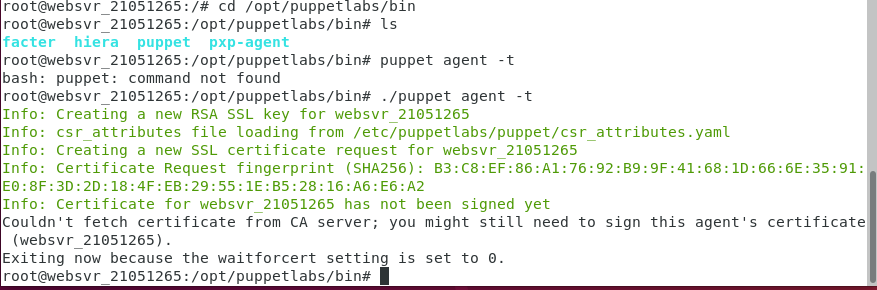 root@websvr_21051265:/# cd /opt/puppetlabs/bin
root@websvr_21051265:/opt/puppetlabs/bin# ls
facter  hiera  puppet  pxp-agent
root@websvr_21051265:/opt/puppetlabs/bin# puppet agent -t
bash: puppet: command not found
root@websvr_21051265:/opt/puppetlabs/bin# ./puppet agent -t
Info: Creating a new RSA SSL key for websvr_21051265
Info: csr_attributes file loading from /etc/puppetlabs/puppet/csr_attributes.yaml
Info: Creating a new SSL certificate request for websvr_21051265
Info: Certificate Request fingerprint (SHA256): B3:C8:EF:86:A1:76:92:B9:9F:41:68:1D:66:6E:35:91:
E0:8F:3D:2D:18:4F:EB:29:55:1E:B5:28:16:A6:E6:A2
Info: Certificate for websvr_21051265 has not been signed yet
Couldn't fetch certificate from CA server; you might still need to sign this agent's certificate
 (websvr_21051265).
Exiting now because the waitforcert setting is set to 0.
root@websvr_21051265:/opt/puppetlabs/bin#